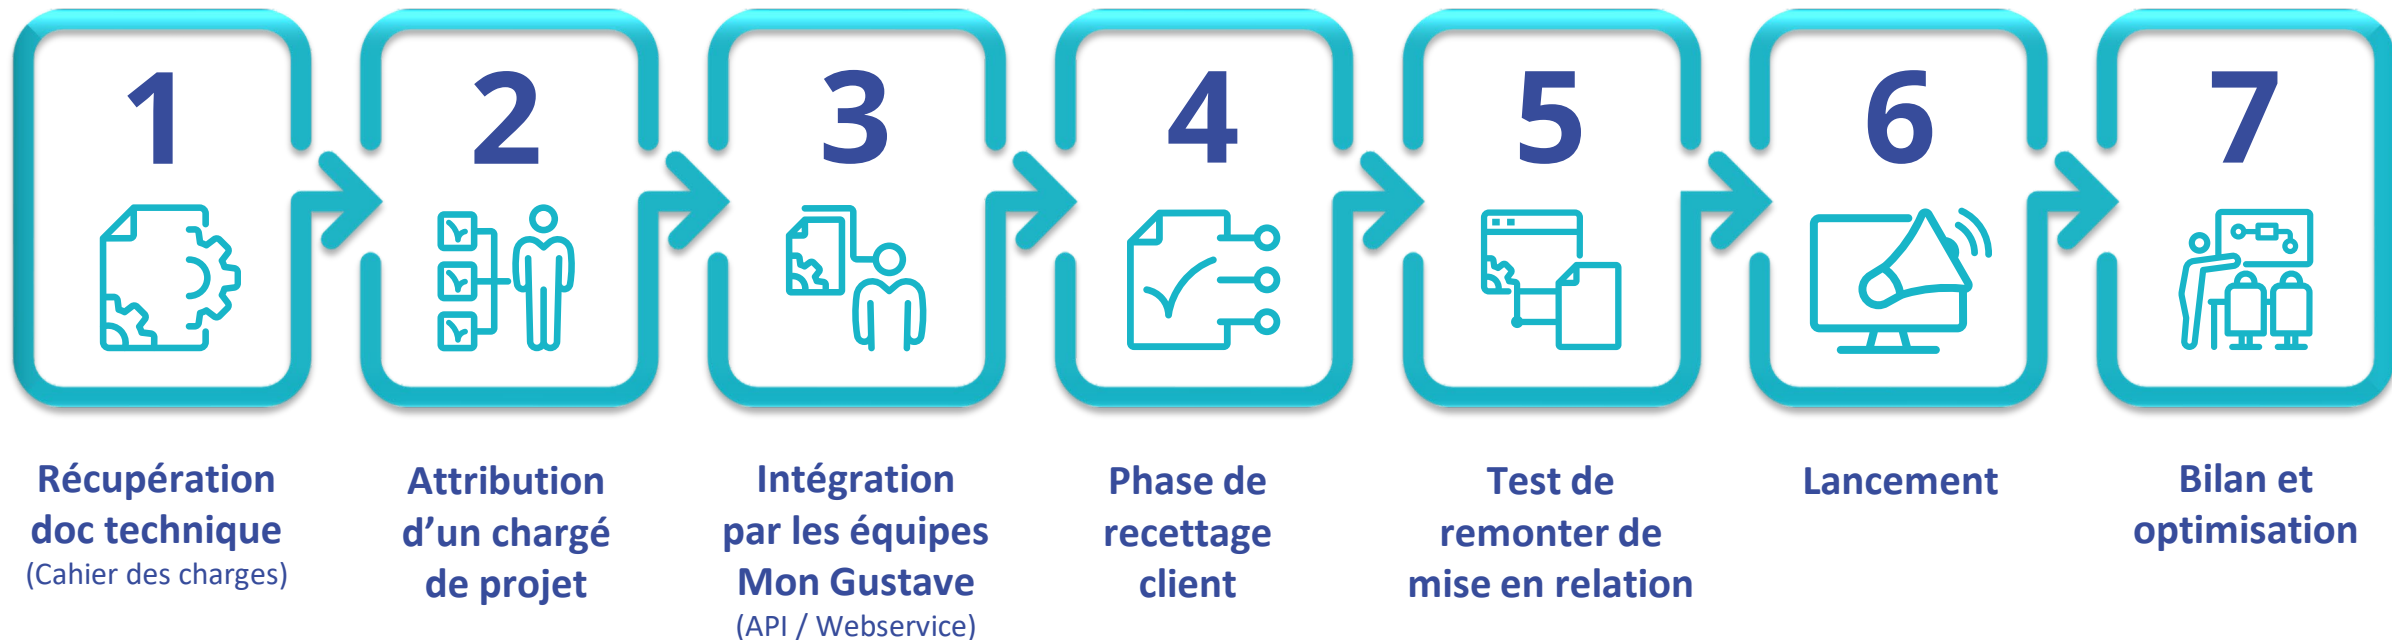 1
2
3
4
5
6
7
Récupération
doc technique
(Cahier des charges)
Attribution
d’un chargé
de projet
Intégration
par les équipes
Mon Gustave
(API / Webservice)
Phase de
recettage
client
Test de
remonter de
mise en relation
Lancement
Bilan et
optimisation